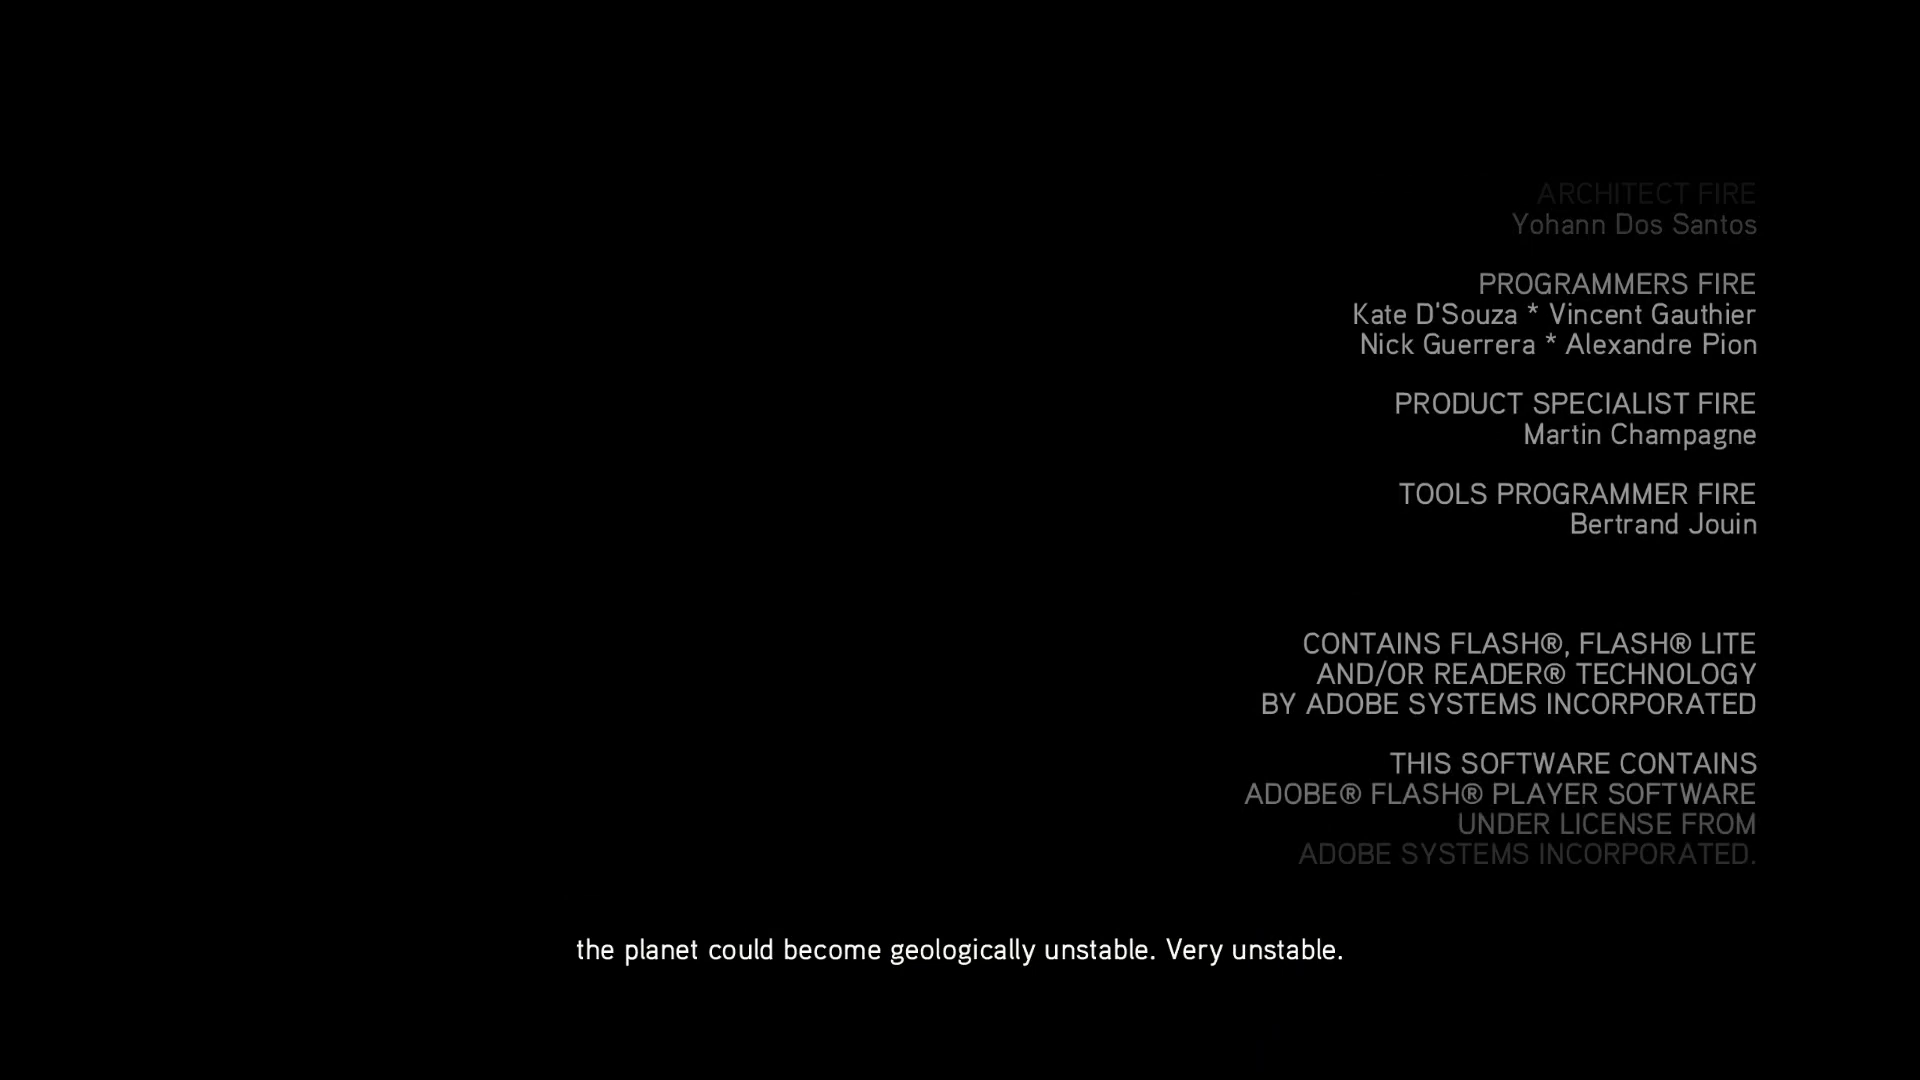 ARCHITECT FIRE
Yohann Dos Santos
PROGRAMMERS FIRE
Kate D'Souza * Vincent Gauthier
Nick Guerrera * Alexandre Pion
PRODUCT SPECIALIST FIRE
Martin Champagne
TOOLS PROGRAMMER FIRE
Bertrand Jouin
CONTAINS FLASH®, FLASH® LITE
AND/OR READER® TECHNOLOGY
BY ADOBE SYSTEMS INCORPORATED
THIS SOFTWARE CONTAINS
ADOBE® FLASH® PLAYER SOFTWARE
UNDER LICENSE FROM
ADOBE SYSTEMS INCORPORATED.
the planet could become geologically unstable. Very unstable.